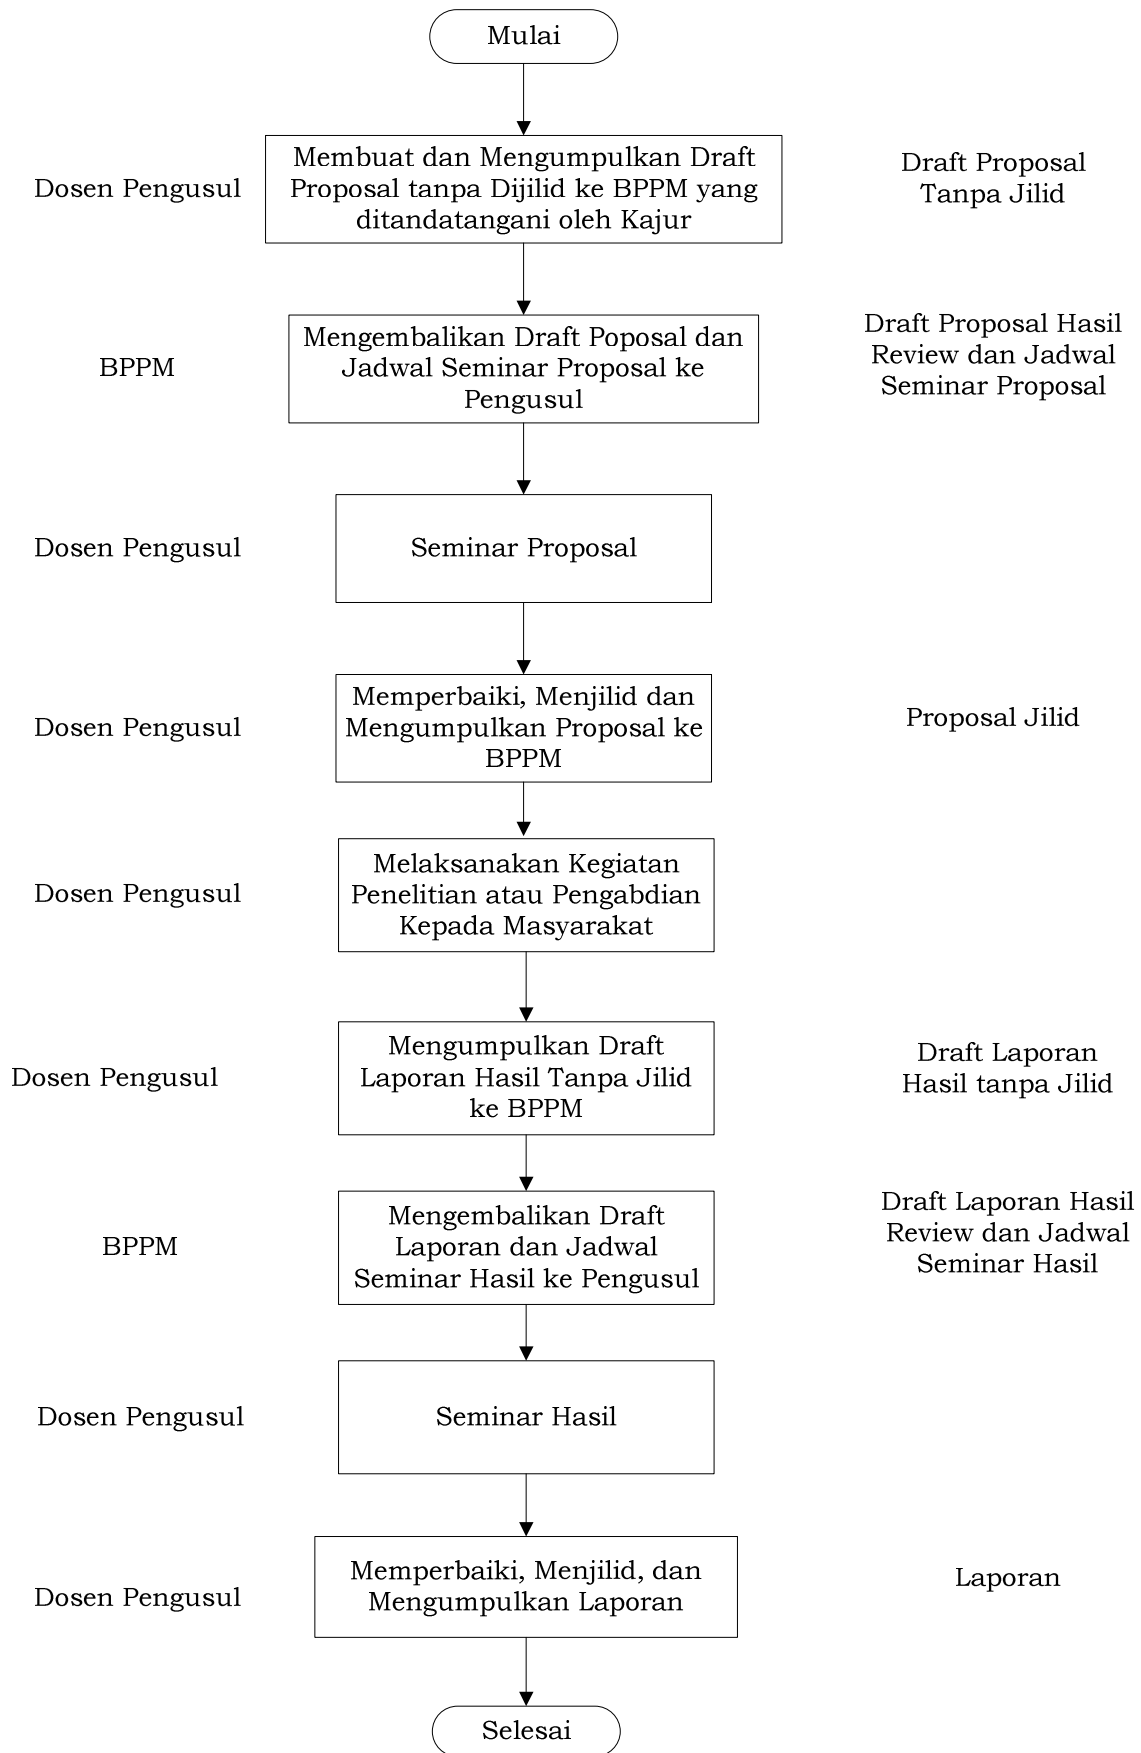 Mulai
Dosen Pengusul
Membuat dan Mengumpulkan Draft
Proposal tanpa Dijilid ke BPPM yang
ditandatangani oleh Kajur
Draft Proposal
Tanpa Jilid
BPPM
Mengembalikan Draft Poposal dan
Jadwal Seminar Proposal ke
Pengusul
Draft Proposal Hasil
Review dan Jadwal
Seminar Proposal
Dosen Pengusul
Seminar Proposal
Dosen Pengusul
Memperbaiki, Menjilid dan
Mengumpulkan Proposal ke
BPPM
Proposal Jilid
Dosen Pengusul
Melaksanakan Kegiatan
Penelitian atau Pengabdian
Kepada Masyarakat
Dosen Pengusul
Mengumpulkan Draft
Laporan Hasil Tanpa Jilid
ke BPPM
Draft Laporan
Hasil tanpa Jilid
BPPM
Mengembalikan Draft
Laporan dan Jadwal
Seminar Hasil ke Pengusul
Draft Laporan Hasil
Review dan Jadwal
Seminar Hasil
Dosen Pengusul
Seminar Hasil
Dosen Pengusul
Memperbaiki, Menjilid, dan
Mengumpulkan Laporan
Laporan
Selesai